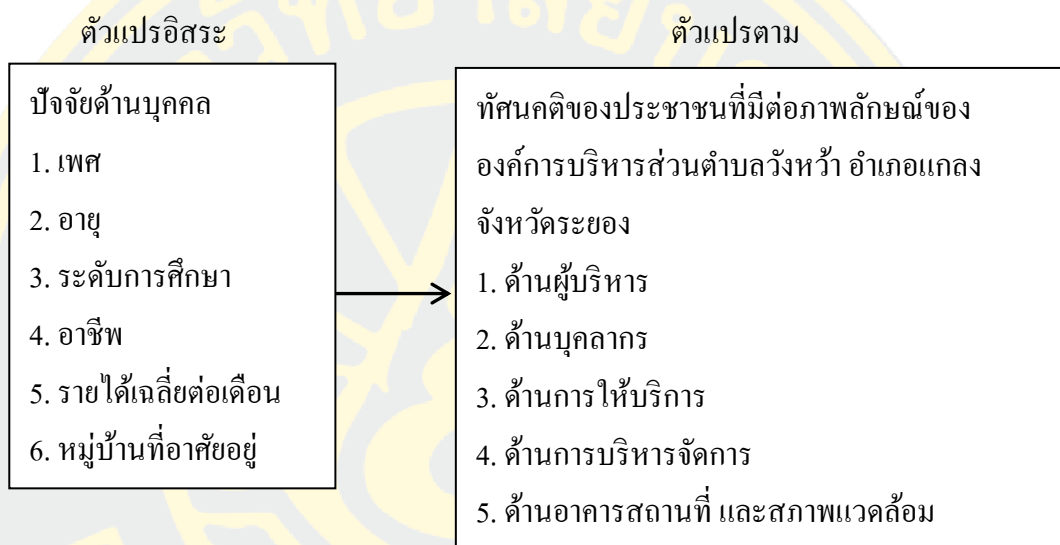 ตัวแปรอิสระ
ตัวแปรตาม
ปัจจัยด้านบุคคล
1. เพศ
2. อายุ
3. ระดับการศึกษา
4. อาชีพ
5. รายได้เฉลี่ยต่อเดือน
6. หมู่บ้านที่อาศัยอยู่
ทัศนคติของประชาชนที่มีต่อภาพลักษณ์ของ
องค์การบริหารส่วนตำบลวังหว้า อำเภอแกลง
จังหวัดระยอง
1. ด้านผู้บริหาร
2. ด้านบุคลากร
3. ด้านการให้บริการ
4. ด้านการบริหารจัดการ
5. ด้านอาคารสถานที่ และสภาพแวดล้อม